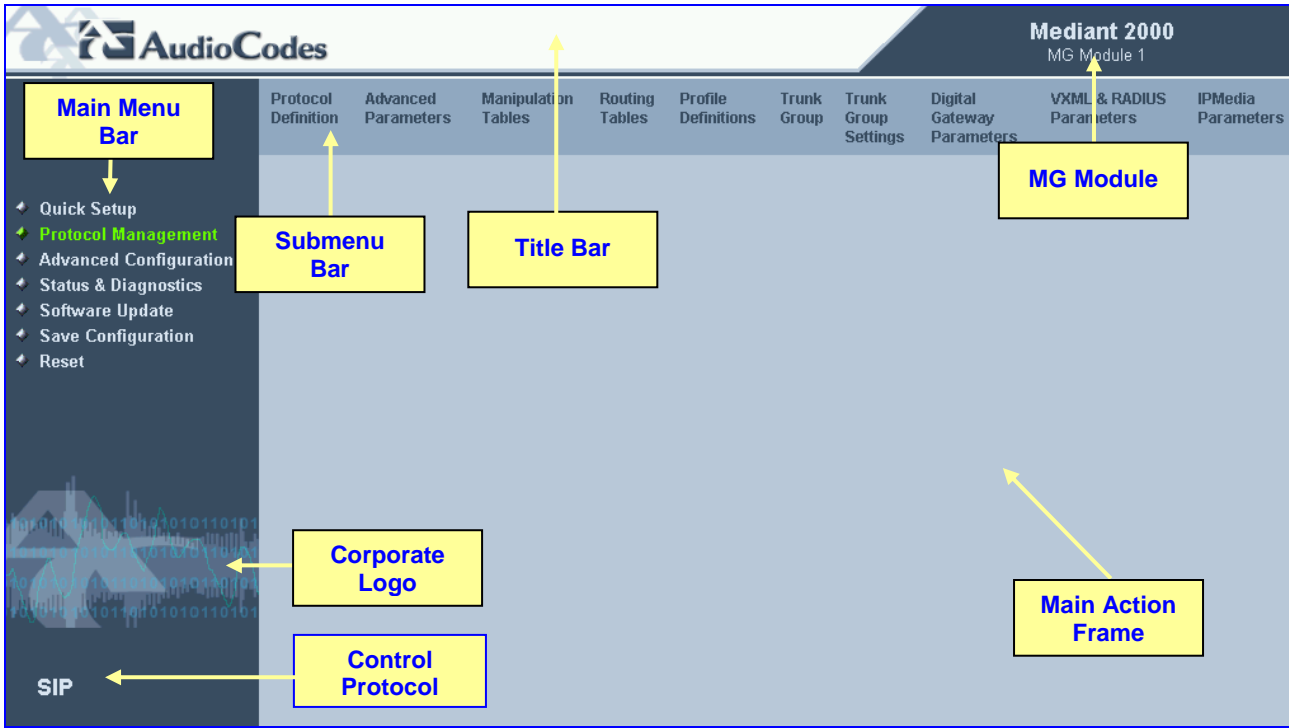 AudioCodes
Mediant 2000
MG Module 1
Main Menu
Bar
Protocol
Definition
Advanced
Parameters
Manipulation
Tables
Routing
Tables
Profile
Definitions
Trunk
Group
Trunk
Group
Settings
Digital
Gateway
Parameters
VXML & RADIUS
Parameters
IPMedia
Parameters
MG Module
Quick Setup
Protocol Management
Advanced Configuration
Status & Diagnostics
Software Update
Save Configuration
Reset
Submenu
Bar
Title Bar
Corporate
Logo
Main Action
Frame
Control
Protocol
SIP